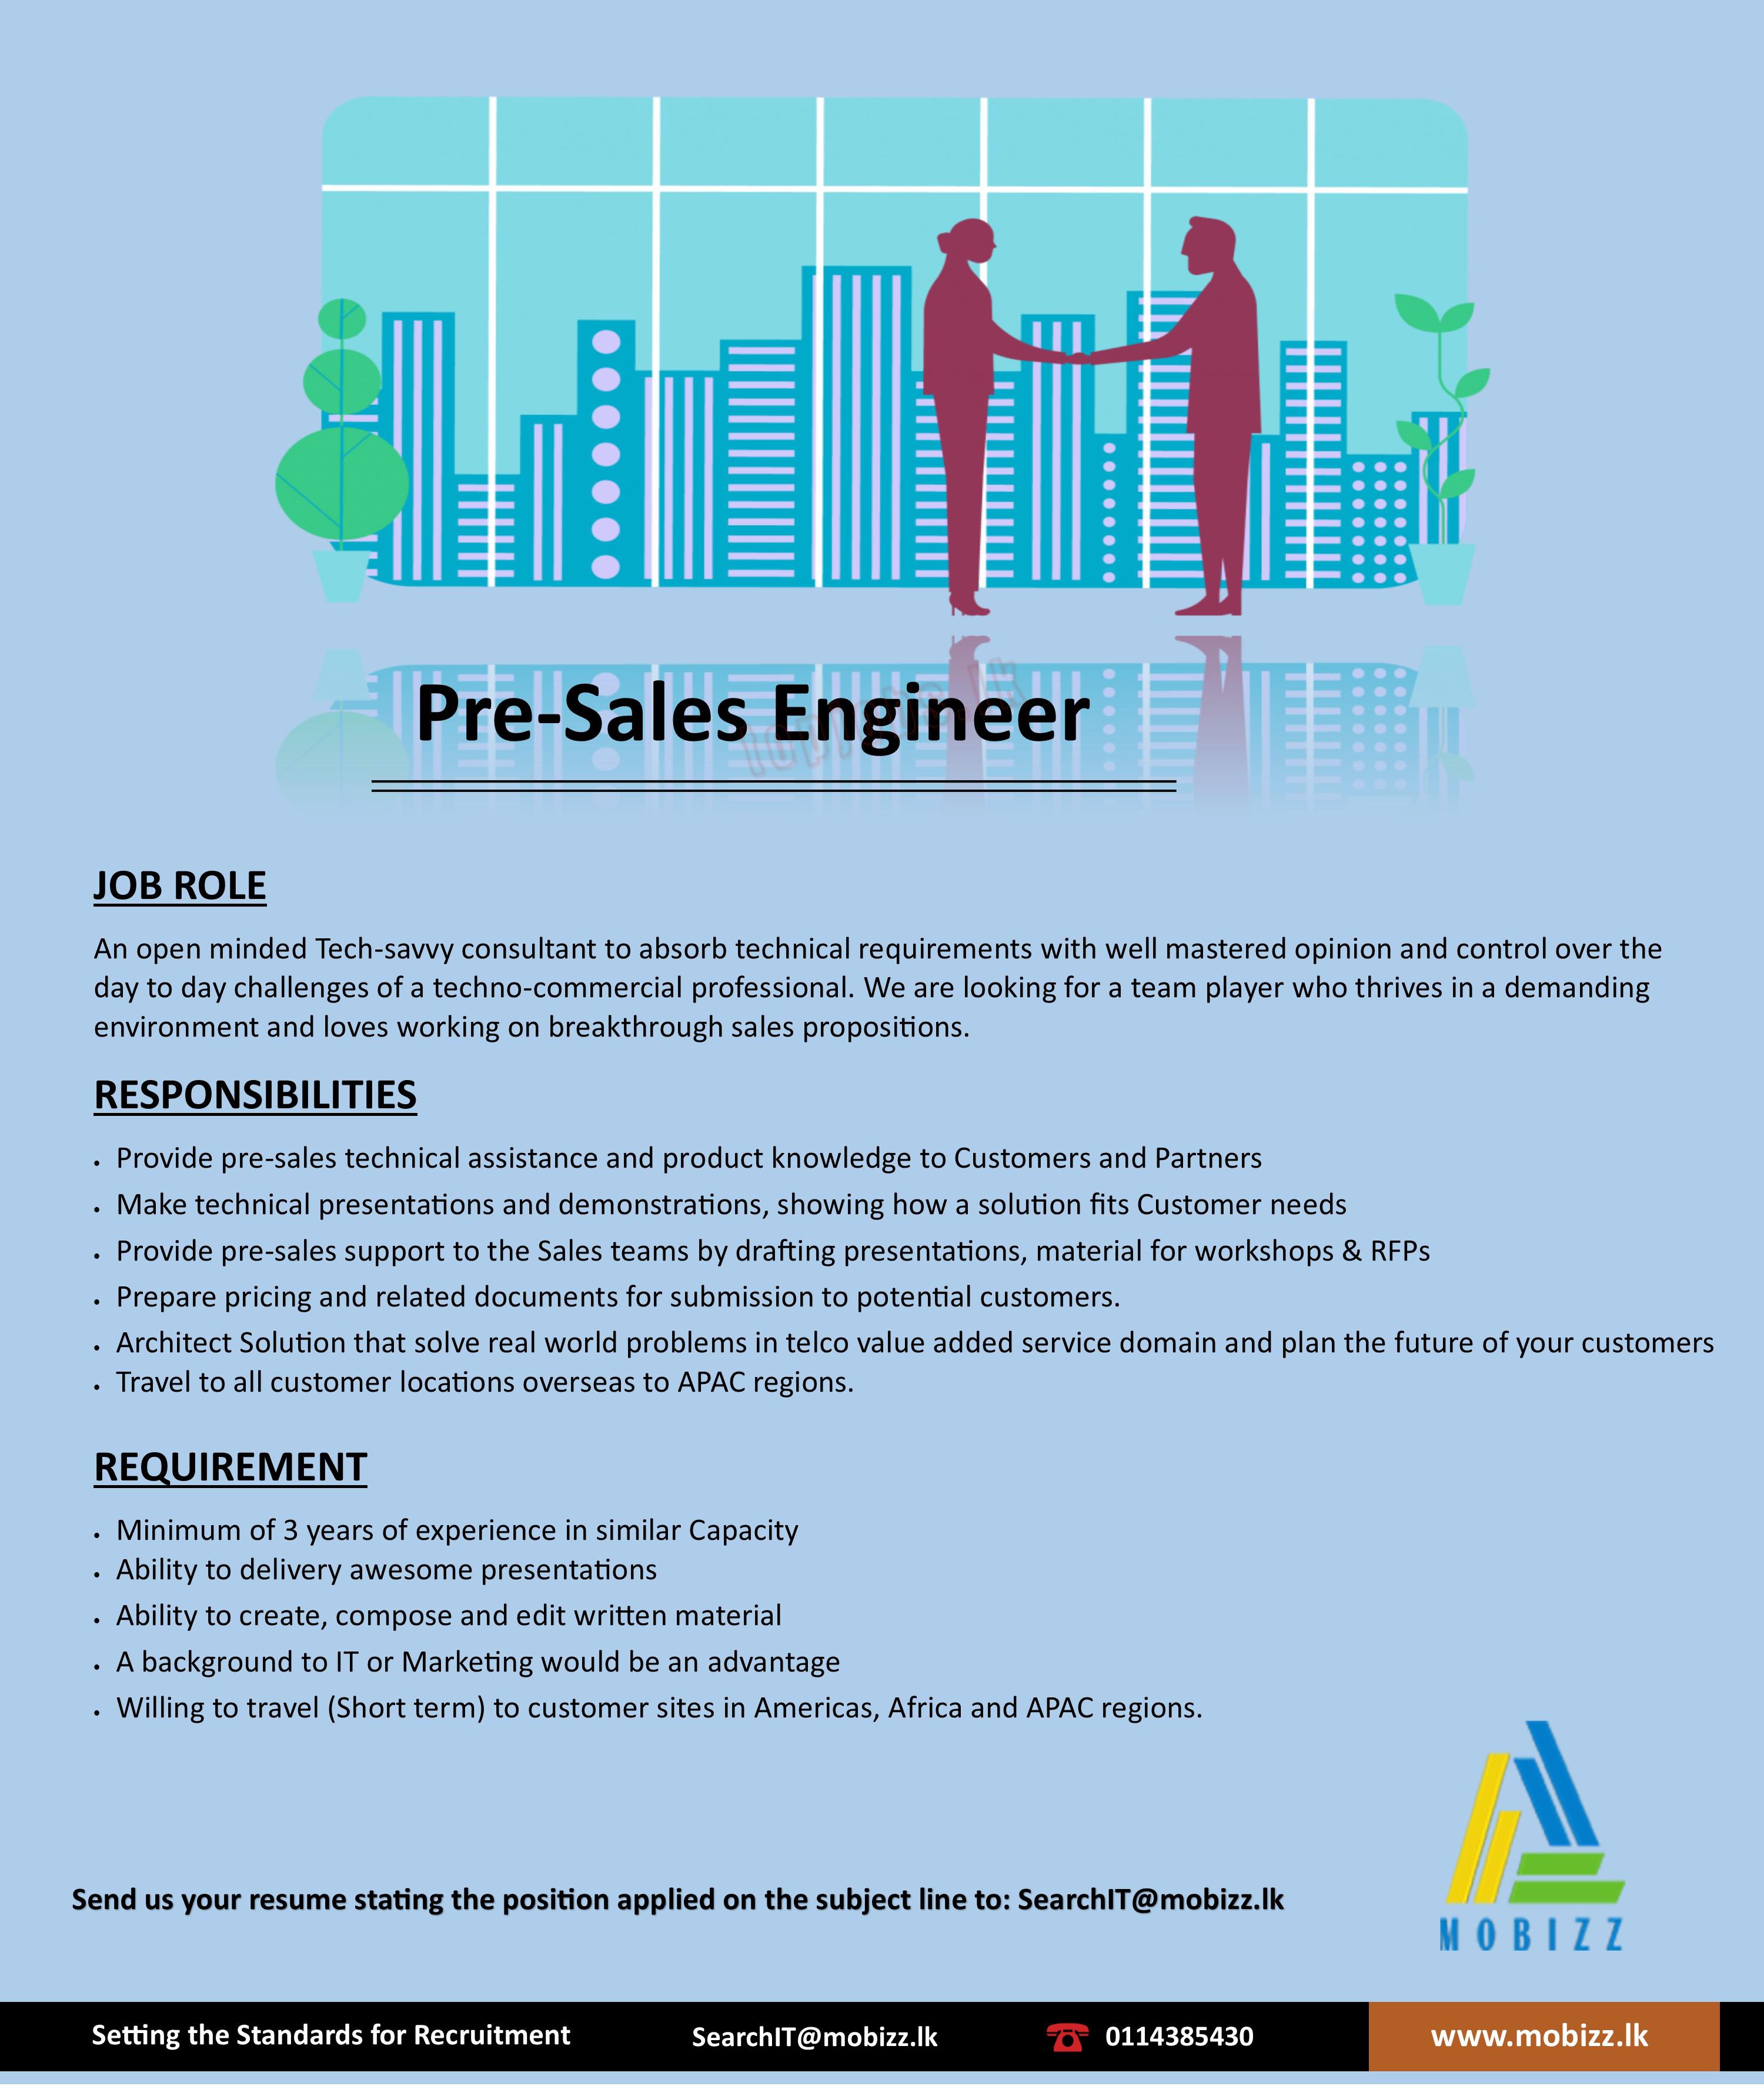 Pre-Sales Engineer
JOB ROLE
An open minded Tech-savvy consultant to absorb technical requirements with well mastered opinion and control over the
day to day challenges of a techno-commercial professional. We are looking for a team player who thrives in a demanding
environment and loves working on breakthrough sales propositions.
RESPONSIBILITIES
• Provide pre-sales technical assistance and product knowledge to Customers and Partners
• Make technical presentations and demonstrations, showing how a solution fits Customer needs
• Provide pre-sales support to the Sales teams by drafting presentations, material for workshops & RFPs
• Prepare pricing and related documents for submission to potential customers.
• Architect Solution that solve real world problems in telco value added service domain and plan the future of your customers
• Travel to all customer locations overseas to APAC regions.
REQUIREMENT
• Minimum of 3 years of experience in similar Capacity
• Ability to delivery awesome presentations
• Ability to create, compose and edit written material
• A background to IT or Marketing would be an advantage
• Willing to travel (Short term) to customer sites in Americas, Africa and APAC regions.
Send us your resume stating the position applied on the subject line to: SearchIT@mobizz.lk
MOBIZZ
Setting the Standards for Recruitment SearchIT@mobizz.lk 0114385430 www.mobizz.lk